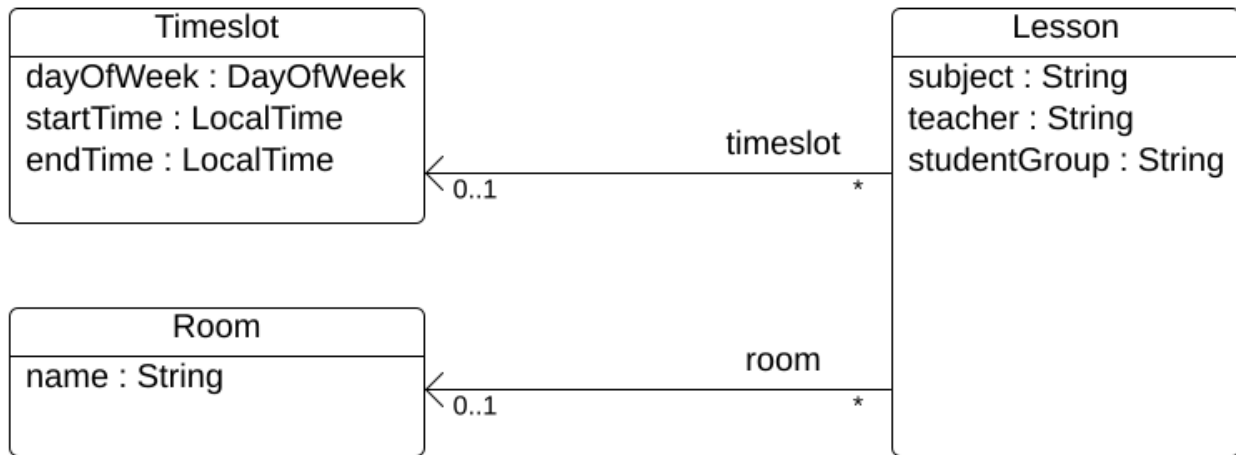 Timeslot
dayOfWeek : DayOfWeek
startTime : LocalTime
endTime : LocalTime
timeslot
0..1
*
Lesson
subject : String
teacher : String
studentGroup : String
Room
name : String
room
0..1
*